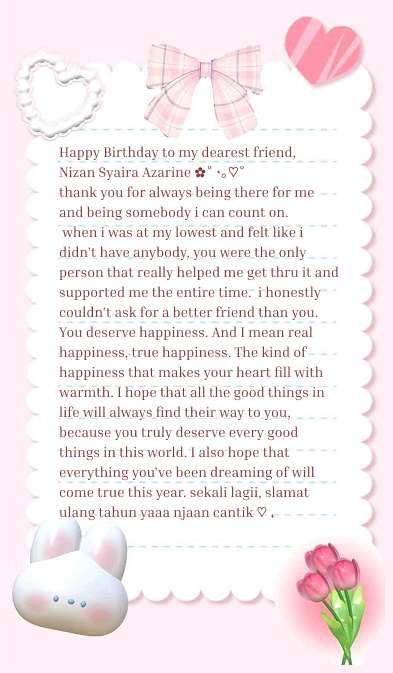 Happy Birthday to my dearest friend,
Nizan Syaira Azarine ✿˚ ༘｡♡˚
thank you for always being there for me
and being somebody i can count on.
when i was at my lowest and felt like i
didn't have anybody, you were the only
person that really helped me get thru it and
supported me the entire time. i honestly
couldn't ask for a better friend than you.
You deserve happiness. And I mean real
happiness, true happiness. The kind of
happiness that makes your heart fill with
warmth. I hope that all the good things in
life will always find their way to you,
because you truly deserve every good
things in this world. I also hope that
everything you've been dreaming of will
come true this year. sekali lagii, slamat
ulang tahun yaaa njaan cantik ♡ ₊